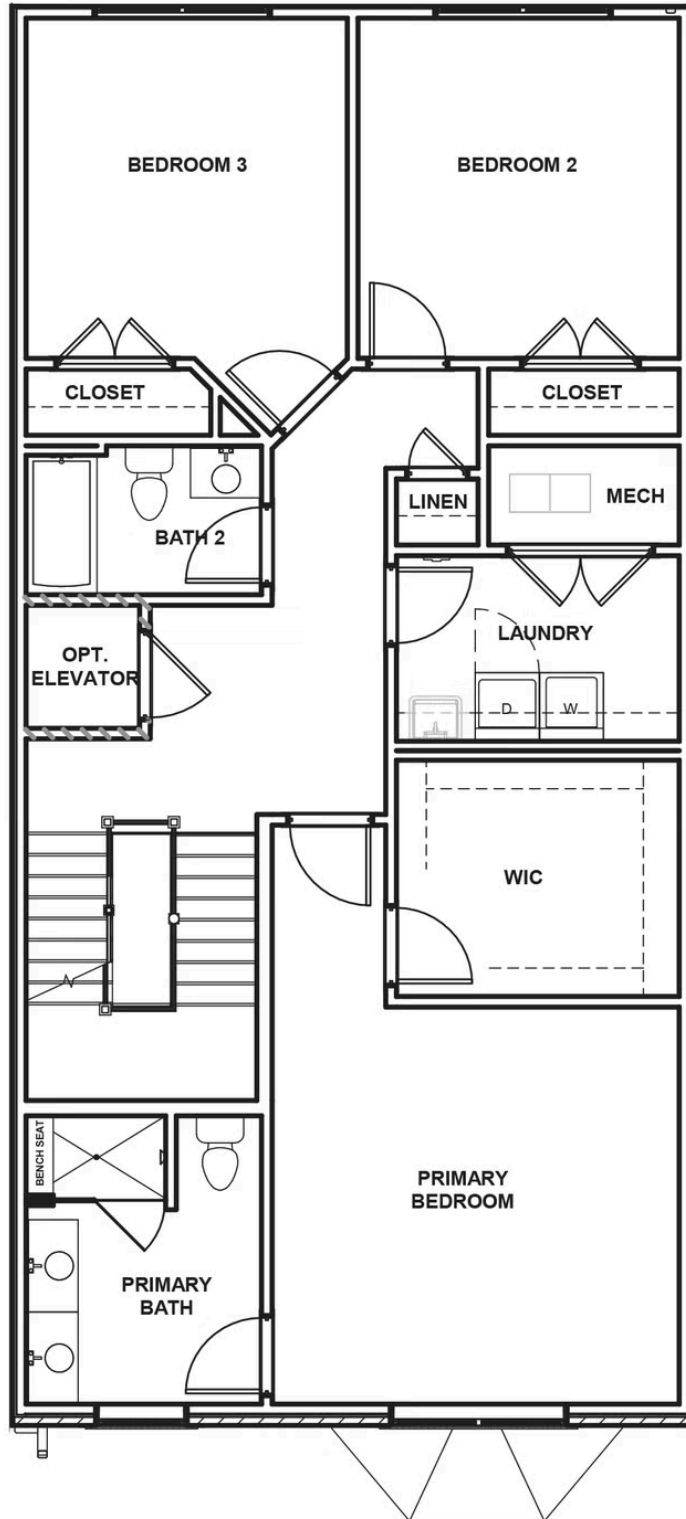 BEDROOM 3
BEDROOM 2
CLOSET
CLOSET
LINEN
MECH
BATH 2
LAUNDRY
OPT.
ELEVATOR
D
W
WIC
BENCH SEAT
PRIMARY
BEDROOM
PRIMARY
BATH